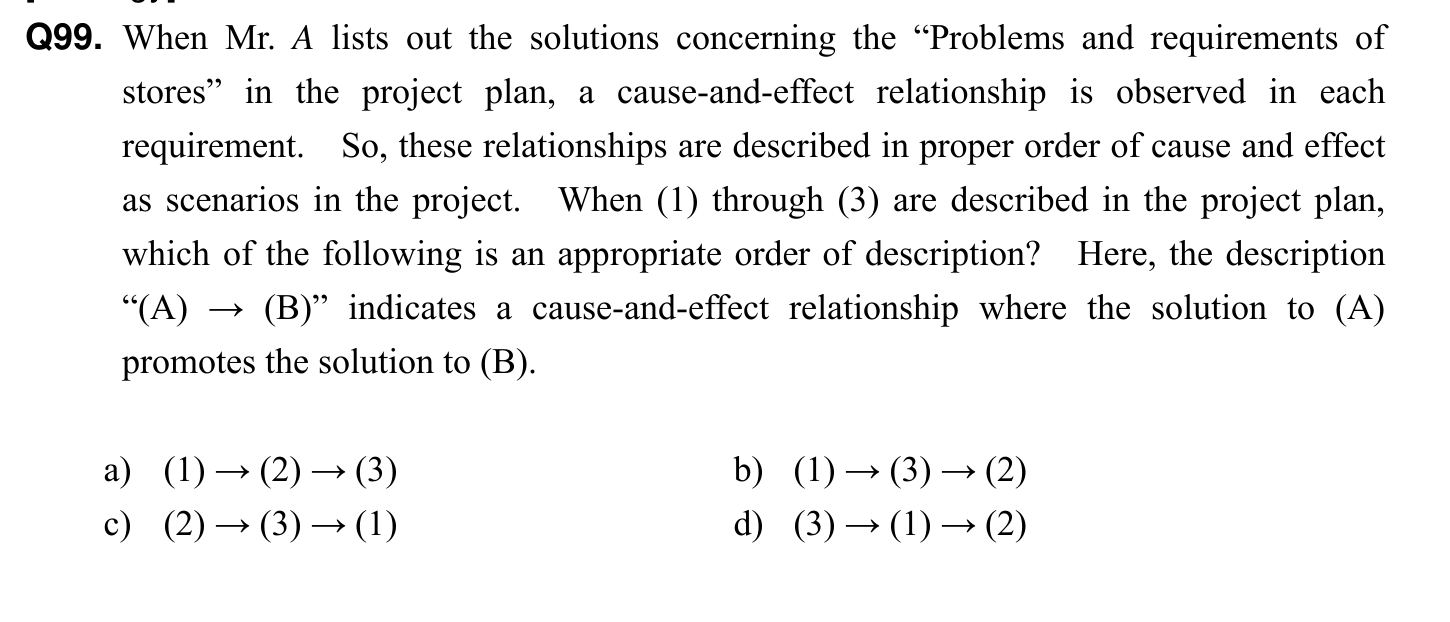 Q99. When Mr. A lists out the solutions concerning the “Problems and requirements of
stores” in the project plan, a cause-and-effect relationship is observed in each
requirement. So, these relationships are described in proper order of cause and effect
as scenarios in the project. When (1) through (3) are described in the project plan,
which of the following is an appropriate order of description? Here, the description
“(A) → (B)” indicates a cause-and-effect relationship where the solution to (A)
promotes the solution to (B).
a) (1) → (2) → (3) b) (1) → (3) → (2)
c) (2) → (3) → (1) d) (3) → (1) → (2)